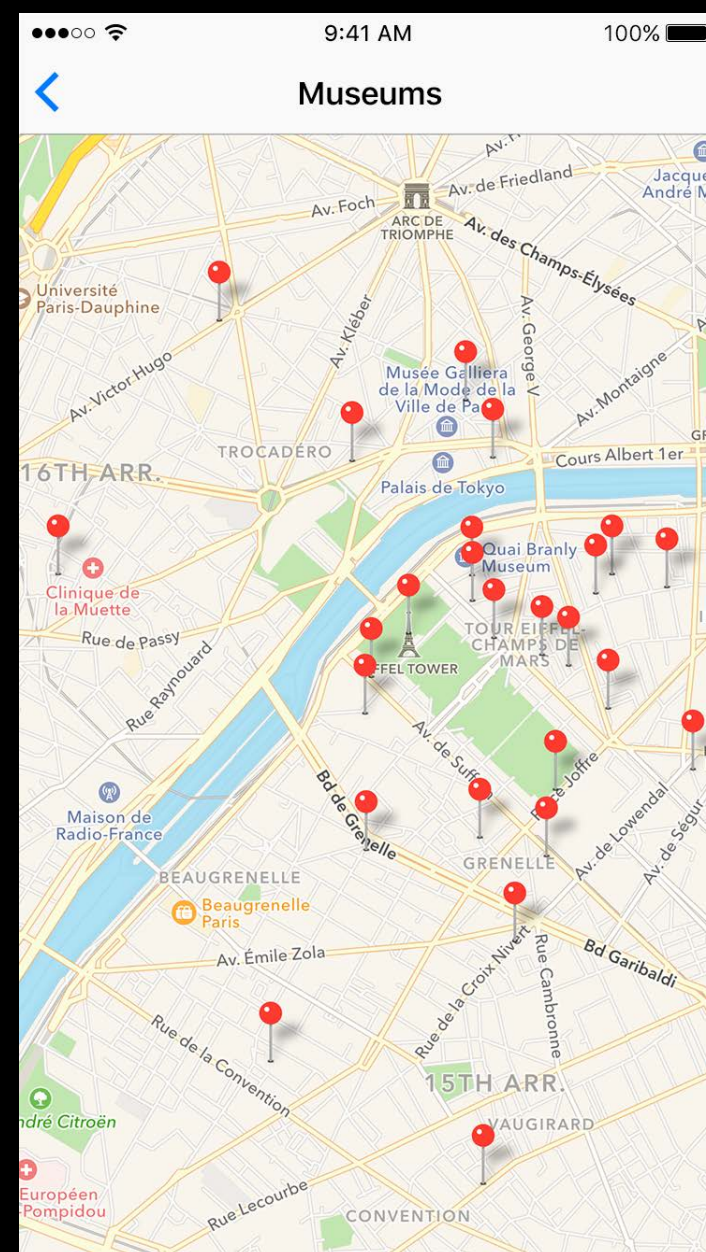 9:41 AM
100%
Museums
Av. de Friedland
Jacque
André M
Av. Foch
ARC DE
TRIOMPHE
Av. des Champs-Élysées
Université
Paris-Dauphine
Av. Kléber
Av. George V
Av. Victor Hugo
Musée Galliera
de la Mode de la
Ville de Pa
Av. Montaigne
TROCADÉRO
Cours Albert 1er
GR
16TH ARR.
Palais de Tokyo
Quai Branly
Museum
Clinique de
la Muette
Rue de Passy
TOUR EIFFEL-
CHAMPS DE
MARS
FFEL TOWER
Rue Raynouard
Av. de Suffren
Joffre
Maison de
Radio-France
Bd de Grenelle
Av. de Lowendal
Av. de Ségur
GRENELLE
BEAUGRENELLE
Beaugrenelle
Paris
Av. Émile Zola
Rue de la Croix Nivert
Rue Cambronne
Bd Garibaldi
Rue de la Convention
15TH ARR.
ndré Citroën
VAUGIRARD
Européen
Pompidou
Rue Lecourbe
CONVENTION